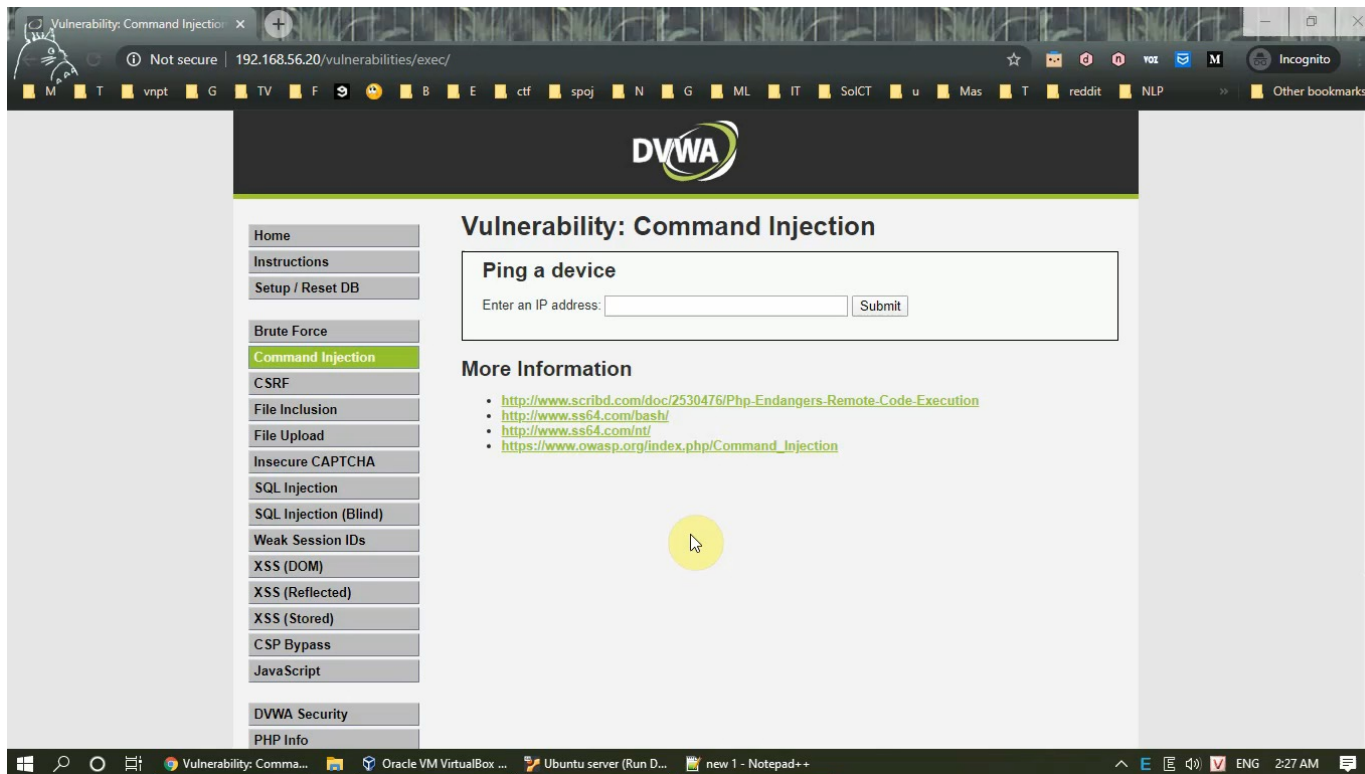 Vulnerability: Command Injection
Not secure | 192.168.56.20/vulnerabilities/exec/
VOZ
M
Incognito
M T vnpt G TV F 9 B E ctf spoj N G ML IT SoICT u Mas T reddit NLP » Other bookmarks
DVWA
Home
Instructions
Setup / Reset DB
Brute Force
Command Injection
CSRF
File Inclusion
File Upload
Insecure CAPTCHA
SQL Injection
SQL Injection (Blind)
Weak Session IDs
XSS (DOM)
XSS (Reflected)
XSS (Stored)
CSP Bypass
JavaScript
DVWA Security
PHP Info
Vulnerability: Command Injection
Ping a device
Enter an IP address:
Submit
More Information
http://www.scribd.com/doc/2530476/Php-Endangers-Remote-Code-Execution
http://www.ss64.com/bash/
http://www.ss64.com/nt/
https://www.owasp.org/index.php/Command_Injection
Vulnerability: Comma... Oracle VM VirtualBox ... Ubuntu server (Run D... new 1 - Notepad++ E V ENG 2:27 AM